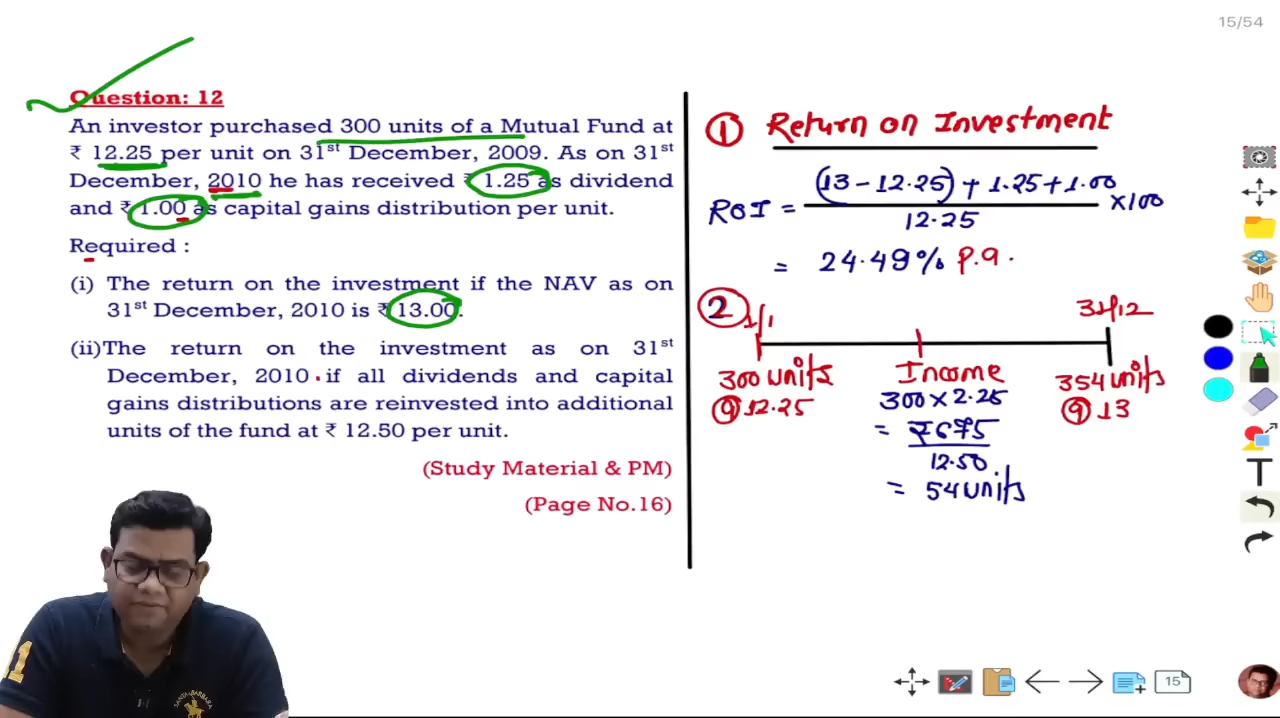 15/54
Question: 12
An investor purchased 300 units of a Mutual Fund at
₹ 12.25 per unit on 31st December, 2009. As on 31st
December, 2010 he has received ₹ 1.25 as dividend
and ₹ 1.00 as capital gains distribution per unit.
Required :
(i) The return on the investment if the NAV as on
31st December, 2010 is ₹ 13.00.
(ii) The return on the investment as on 31st
December, 2010 if all dividends and capital
gains distributions are reinvested into additional
units of the fund at ₹ 12.50 per unit.
(Study Material & PM)
(Page No.16)
① Return on Investment
ROI = (13 - 12.25) + 1.25 + 1.00 × 100
12.25
= 24.49% p.a.
②
1/1
31/12
300 units
Income
354 units
@ 12.25
300 × 2.25
@ 13
= ₹675
12.50
= 54 units
T
15
SANTA BARBARA